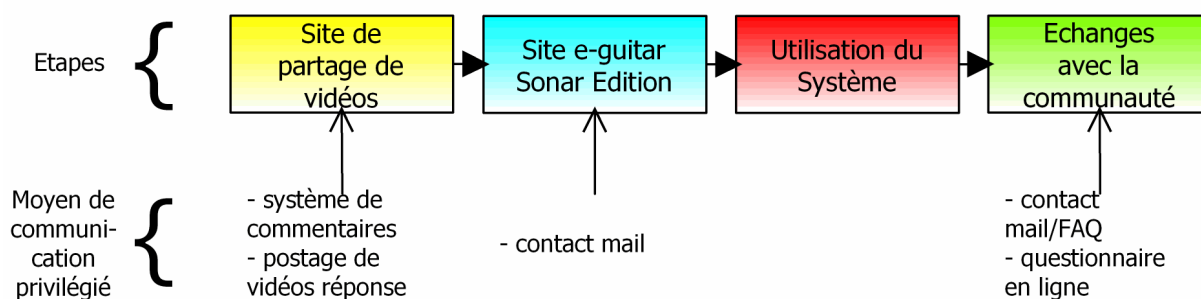 Etapes
Site de
partage de
vidéos
Site e-guitar
Sonar Edition
Utilisation du
Système
Echanges
avec la
communauté
Moyen de
communi-
cation
privilégié
- système de
commentaires
- postage de
vidéos réponse
- contact mail
- contact
mail/FAQ
- questionnaire
en ligne